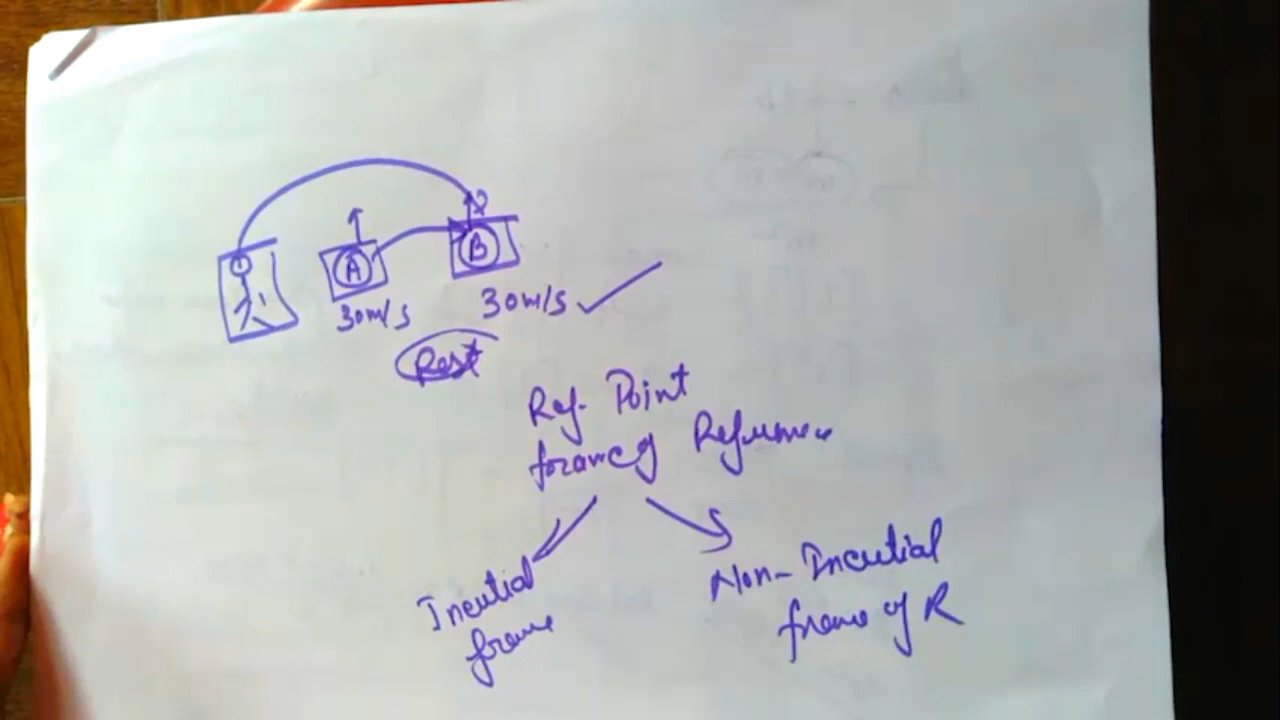 A
B
30m/s
30m/s
Rest
Ref. Point
frame of Reference
Inertial
frame
Non-Inertial
frame of R